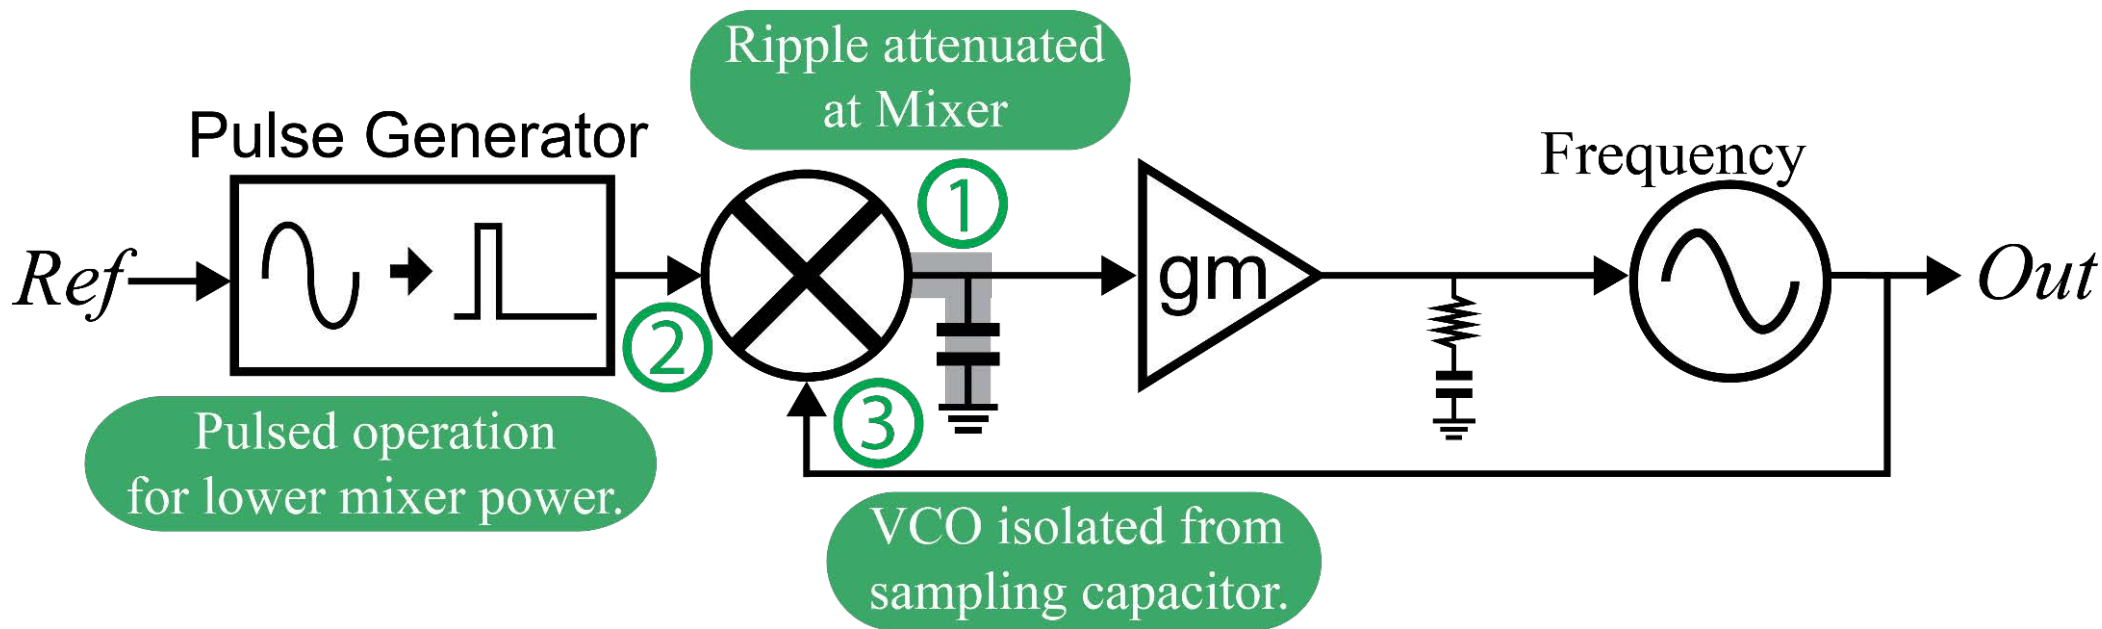 Ripple attenuated
at Mixer
Pulse Generator
1
Frequency
Ref
gm
Out
2
3
Pulsed operation
for lower mixer power.
VCO isolated from
sampling capacitor.